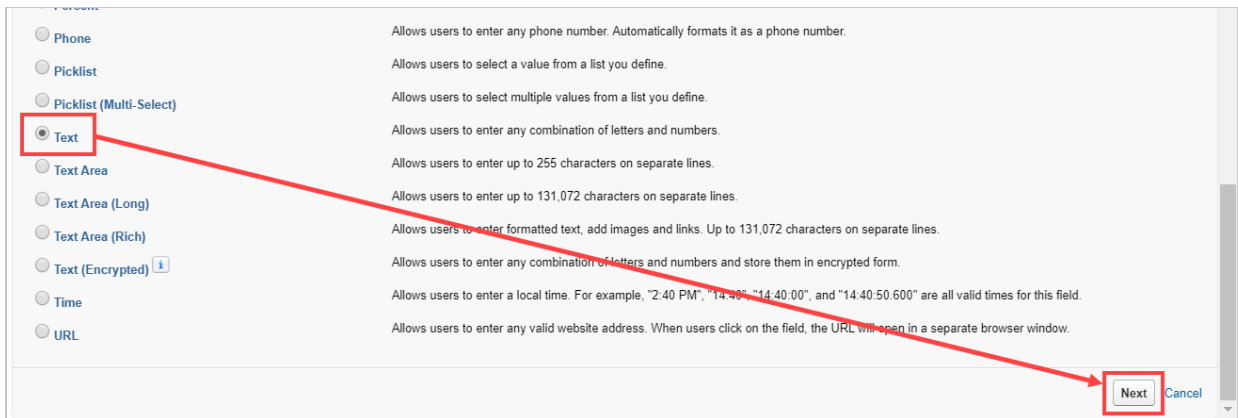 Percent
Phone Allows users to enter any phone number. Automatically formats it as a phone number.
Picklist Allows users to select a value from a list you define.
Picklist (Multi-Select) Allows users to select multiple values from a list you define.
Text Allows users to enter any combination of letters and numbers.
Text Area Allows users to enter up to 255 characters on separate lines.
Text Area (Long) Allows users to enter up to 131,072 characters on separate lines.
Text Area (Rich) Allows users to enter formatted text, add images and links. Up to 131,072 characters on separate lines.
Text (Encrypted) i Allows users to enter any combination of letters and numbers and store them in encrypted form.
Time Allows users to enter a local time. For example, "2:40 PM", "14:40", "14:40:00", and "14:40:50.600" are all valid times for this field.
URL Allows users to enter any valid website address. When users click on the field, the URL will open in a separate browser window.
Next Cancel